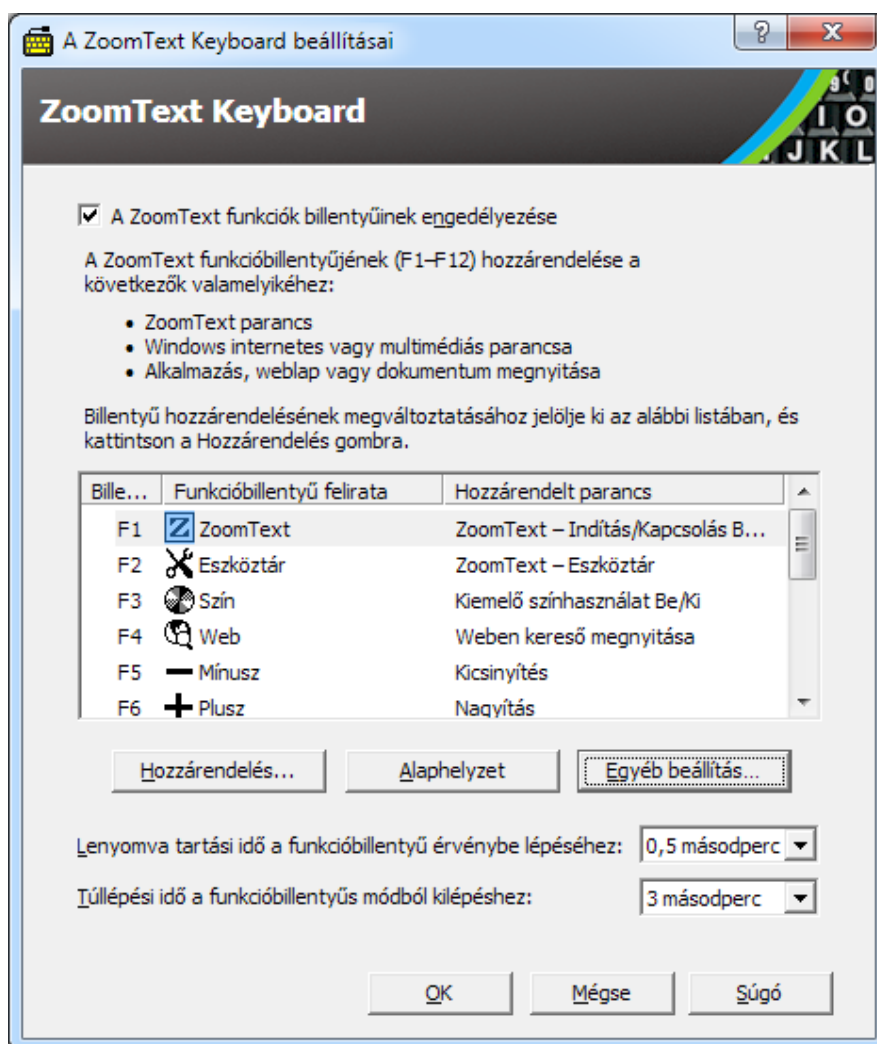 A ZoomText Keyboard beállításai
ZoomText Keyboard
9 ( 0
I O
J K L
A ZoomText funkciók billentyűinek engedélyezése
A ZoomText funkcióbillentyűjének (F1–F12) hozzárendelése a
következők valamelyikéhez:
• ZoomText parancs
• Windows internetes vagy multimédiás parancsa
• Alkalmazás, weblap vagy dokumentum megnyitása
Billentyű hozzárendelésének megváltoztatásához jelölje ki az alábbi listában, és
kattintson a Hozzárendelés gombra.
Bille... Funkcióbillentyű felirata Hozzárendelt parancs
F1 Z ZoomText ZoomText – Indítás/Kapcsolás B...
F2 Eszköztár ZoomText – Eszköztár
F3 Szín Kiemelő színhasználat Be/Ki
F4 Web Weben kereső megnyitása
F5 Mínusz Kicsinyítés
F6 Plusz Nagyítás
Hozzárendelés... Alaphelyzet Egyéb beállítás...
Lenyomva tartási idő a funkcióbillentyű érvénybe lépéséhez: 0,5 másodperc
Túllépési idő a funkcióbillentyűs módból kilépéshez: 3 másodperc
OK Mégse Súgó